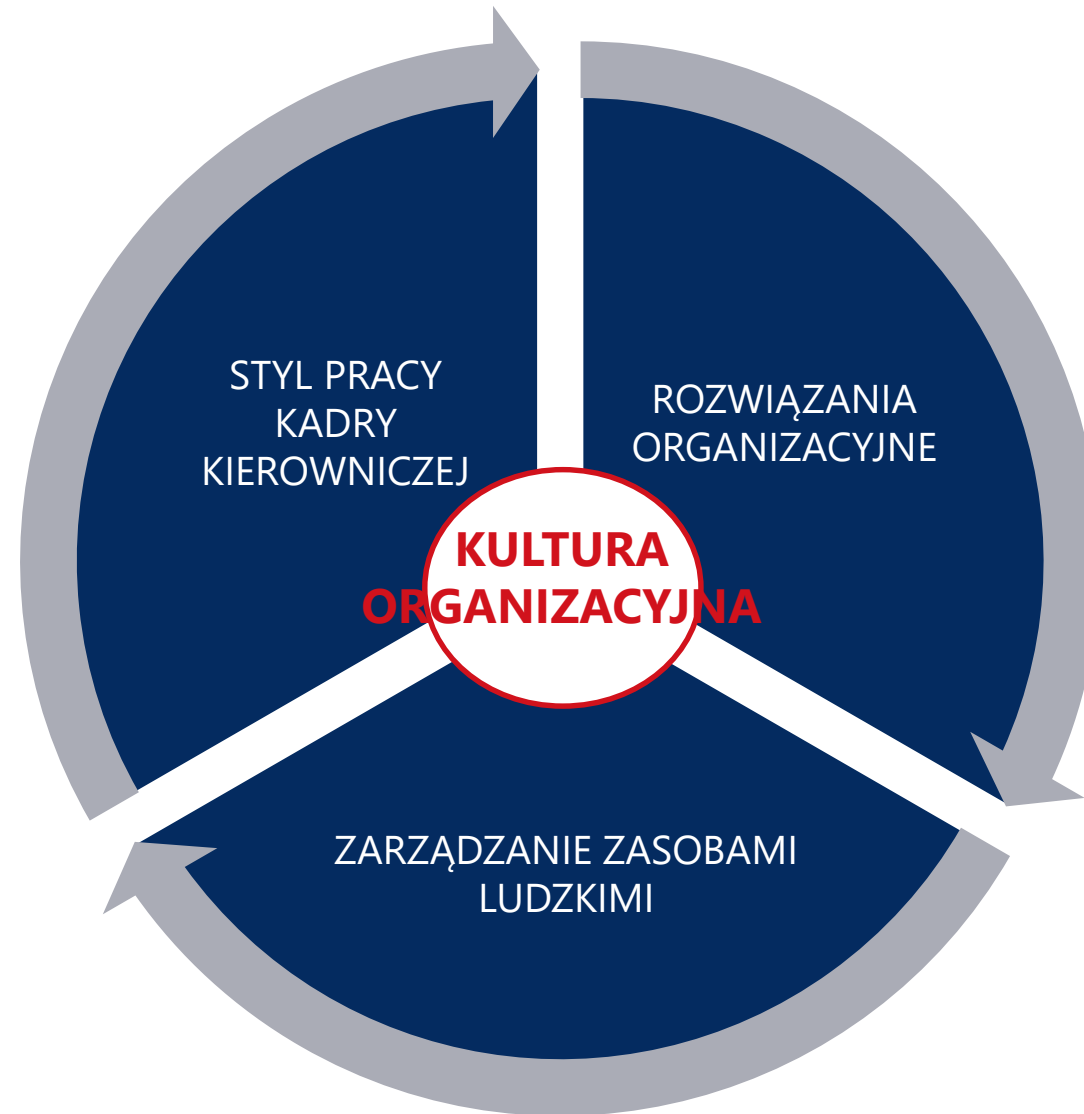 STYL PRACY
KADRY
KIEROWNICZEJ
ROZWIĄZANIA
ORGANIZACYJNE
KULTURA
ORGANIZACYJNA
ZARZĄDZANIE ZASOBAMI
LUDZKIMI